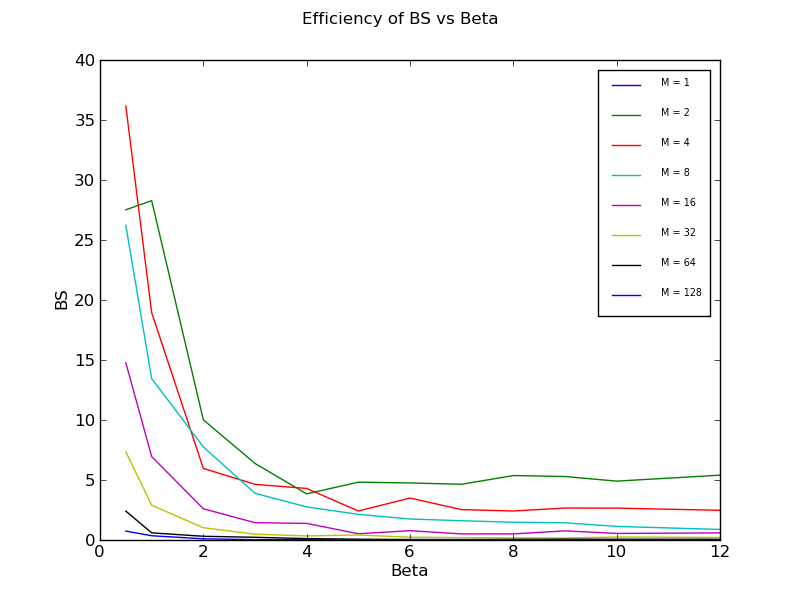 Efficiency of BS vs Beta
40
35
30
25
20
15
10
5
0
BS
M = 1
M = 2
M = 4
M = 8
M = 16
M = 32
M = 64
M = 128
0 2 4 6 8 10 12
Beta